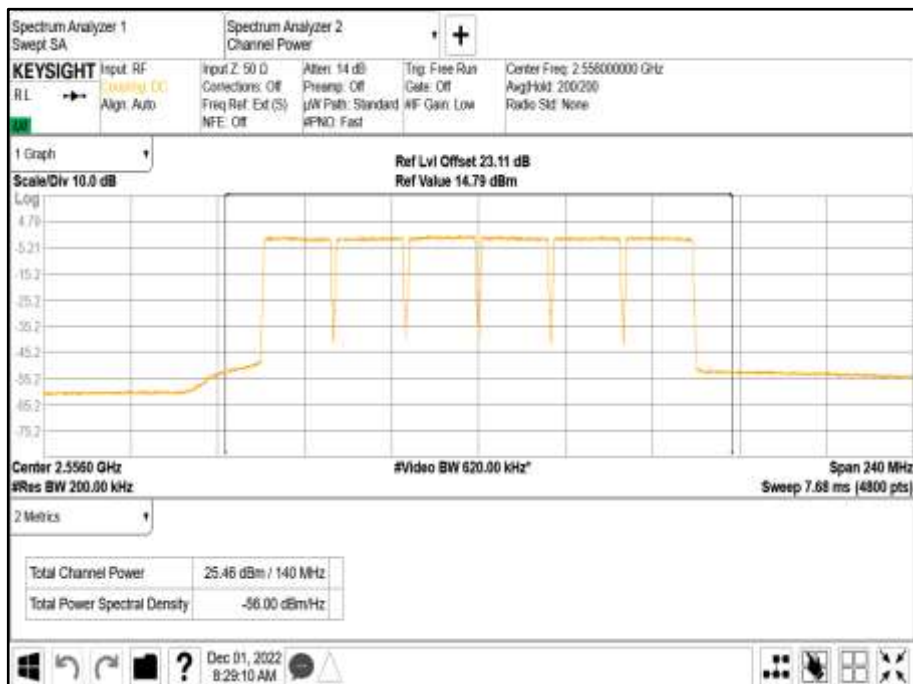 Spectrum Analyzer 1
Swept SA
Spectrum Analyzer 2
Channel Power
+
KEYSIGHT
RL
Input: RF
Coupling: DC
Align: Auto
Input Z: 50 Ω
Corrections: Off
Freq Ref: Ext (S)
NFE: Off
Atten: 14 dB
Preamp: Off
µW Path: Standard
#PNO: Fast
Trig: Free Run
Gate: Off
#IF Gain: Low
Center Freq: 2.556000000 GHz
Avg|Hold: 200/200
Radio Std: None
1 Graph
Scale/Div 10.0 dB
Ref Lvl Offset 23.11 dB
Ref Value 14.79 dBm
Log
4.79
-5.21
-15.2
-25.2
-35.2
-45.2
-55.2
-65.2
-75.2
Center 2.5560 GHz
#Video BW 620.00 kHz*
Span 240 MHz
#Res BW 200.00 kHz
Sweep 7.68 ms (4800 pts)
2 Metrics
Total Channel Power 25.46 dBm / 140 MHz
Total Power Spectral Density -56.00 dBm/Hz
?
Dec 01, 2022
8:29:10 AM